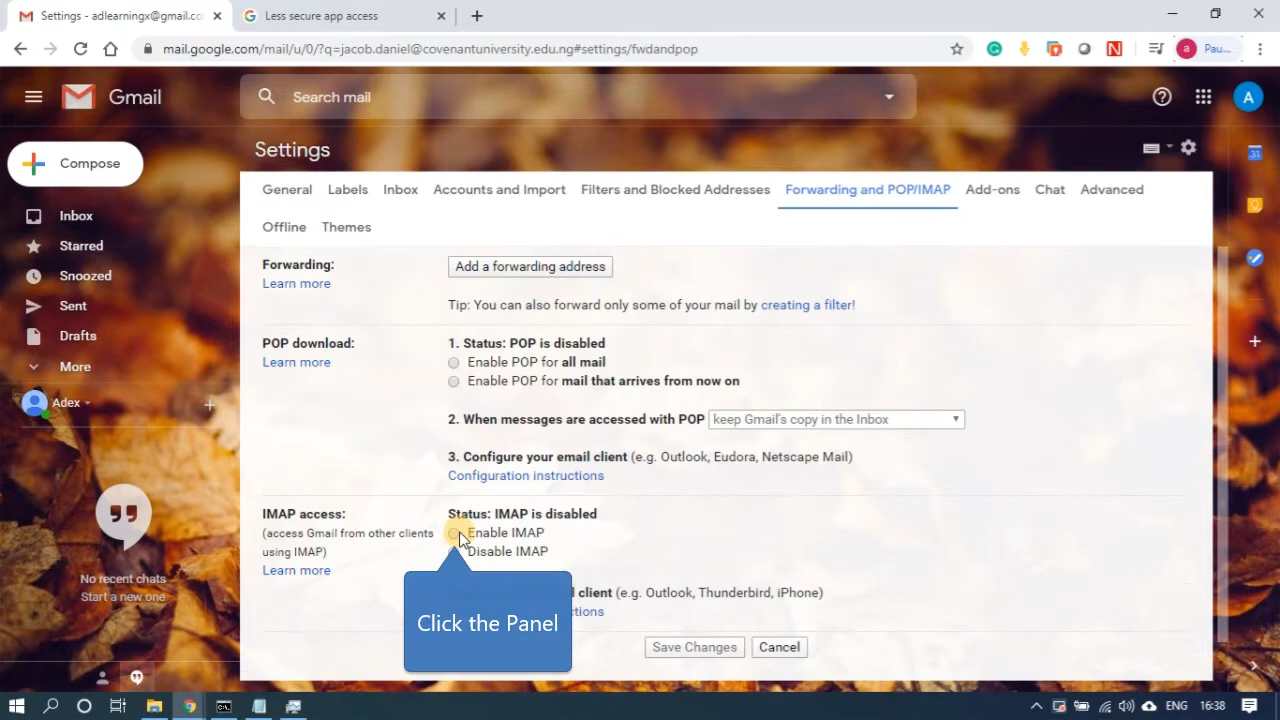 Settings - adlearningx@gmail.co
Less secure app access
mail.google.com/mail/u/0/?q=jacob.daniel@covenantuniversity.edu.ng#settings/fwdandpop
N
a
Pau...
Gmail
Search mail
A
Compose
Settings
31
Inbox
Starred
Snoozed
Sent
Drafts
More
Adex
No recent chats
Start a new one
General
Labels
Inbox
Accounts and Import
Filters and Blocked Addresses
Forwarding and POP/IMAP
Add-ons
Chat
Advanced
Offline
Themes
Forwarding:
Learn more
Add a forwarding address
Tip: You can also forward only some of your mail by creating a filter!
POP download:
Learn more
1. Status: POP is disabled
Enable POP for all mail
Enable POP for mail that arrives from now on
2. When messages are accessed with POP
keep Gmail's copy in the Inbox
3. Configure your email client (e.g. Outlook, Eudora, Netscape Mail)
Configuration instructions
IMAP access:
(access Gmail from other clients
using IMAP)
Learn more
Status: IMAP is disabled
Enable IMAP
Disable IMAP
client (e.g. Outlook, Thunderbird, iPhone)
ctions
Click the Panel
Save Changes
Cancel
ENG
16:38